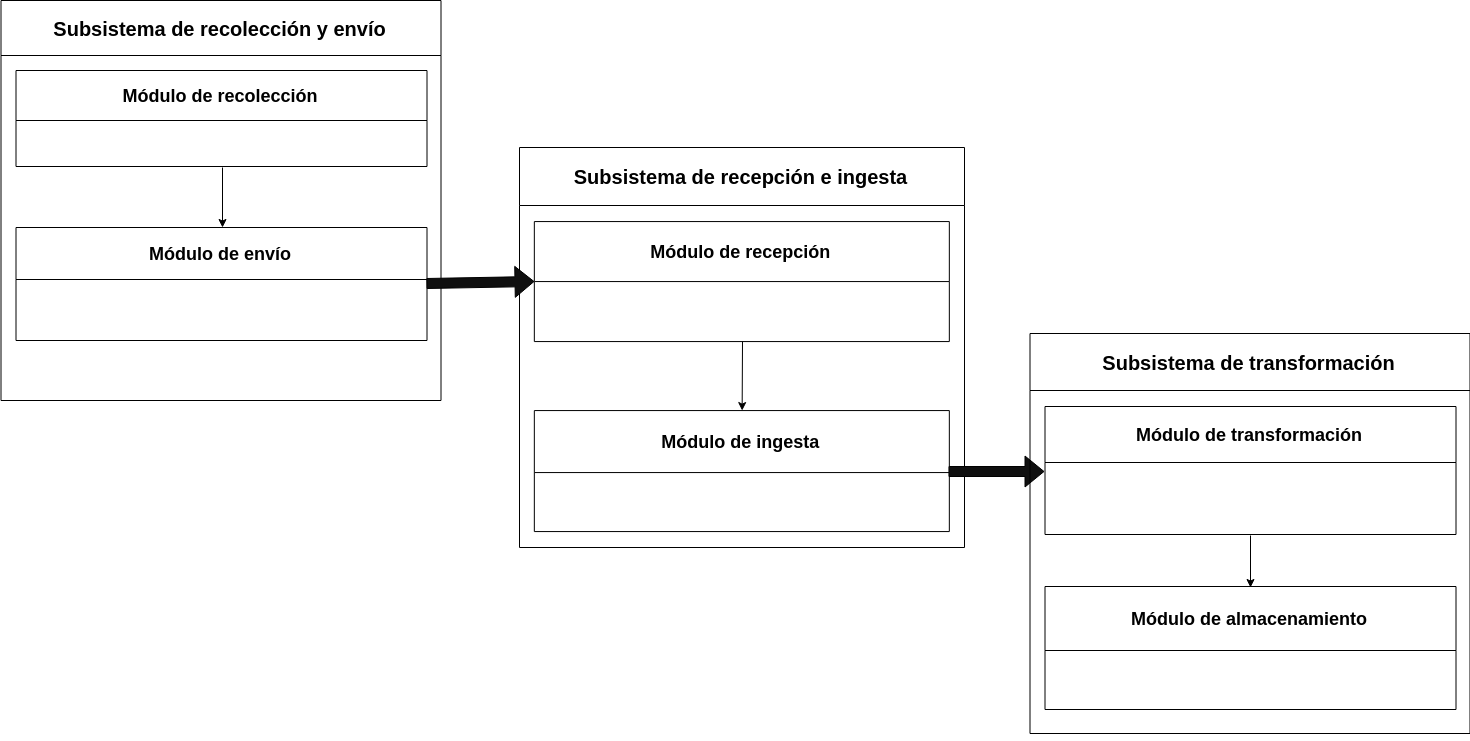 Subsistema de recolección y envío
Módulo de recolección
Módulo de envío
Subsistema de recepción e ingesta
Módulo de recepción
Módulo de ingesta
Subsistema de transformación
Módulo de transformación
Módulo de almacenamiento